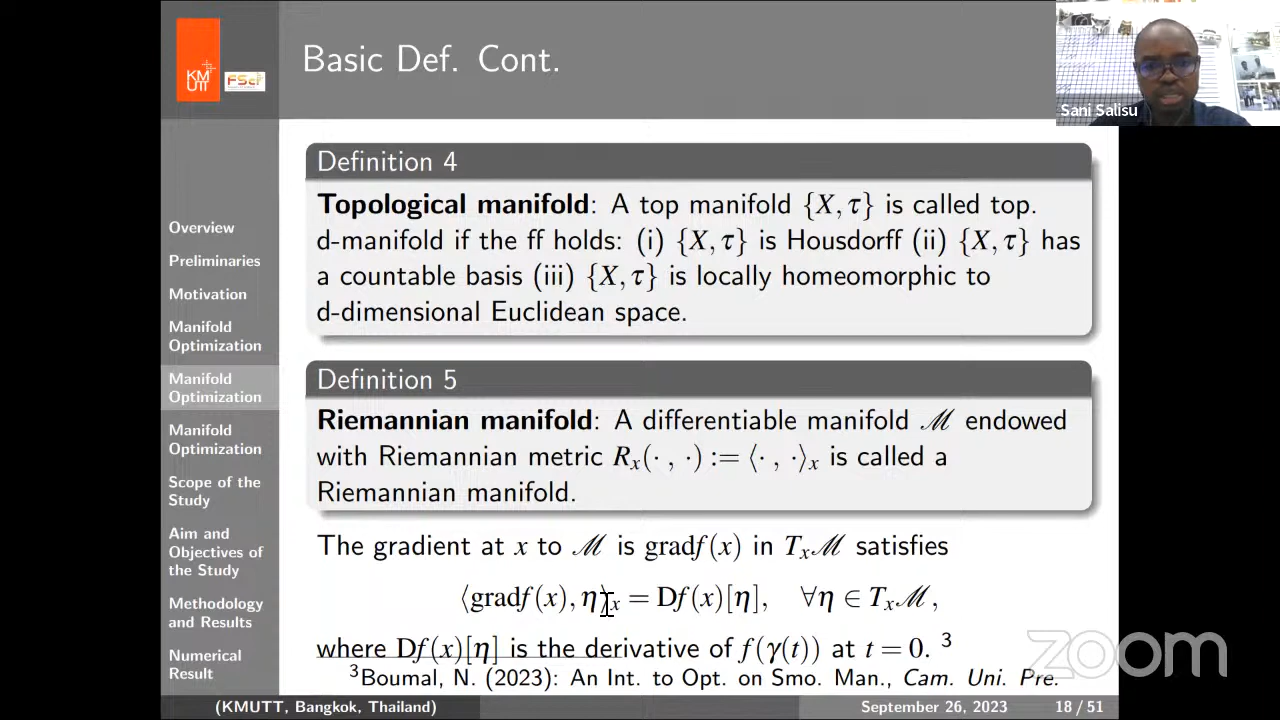 KM
UTT
FSci
Basic Def. Cont.
Sani Salisu
Overview
Preliminaries
Motivation
Manifold
Optimization
Manifold
Optimization
Manifold
Optimization
Scope of the
Study
Aim and
Objectives of
the Study
Methodology
and Results
Numerical
Result
Definition 4
Topological manifold: A top manifold {X, τ} is called top.
d-manifold if the ff holds: (i) {X, τ} is Housdorff (ii) {X, τ} has
a countable basis (iii) {X, τ} is locally homeomorphic to
d-dimensional Euclidean space.
Definition 5
Riemannian manifold: A differentiable manifold ℳ endowed
with Riemannian metric Rₓ(· , ·) := ⟨· , ·⟩ₓ is called a
Riemannian manifold.
The gradient at x to ℳ is gradf(x) in Tₓℳ satisfies
⟨gradf(x), η⟩ₓ = Df(x)[η], ∀η ∈ Tₓℳ,
where Df(x)[η] is the derivative of f(γ(t)) at t = 0. ³
³Boumal, N. (2023): An Int. to Opt. on Smo. Man., Cam. Uni. Pre.
zoom
(KMUTT, Bangkok, Thailand) September 26, 2023 18 / 51